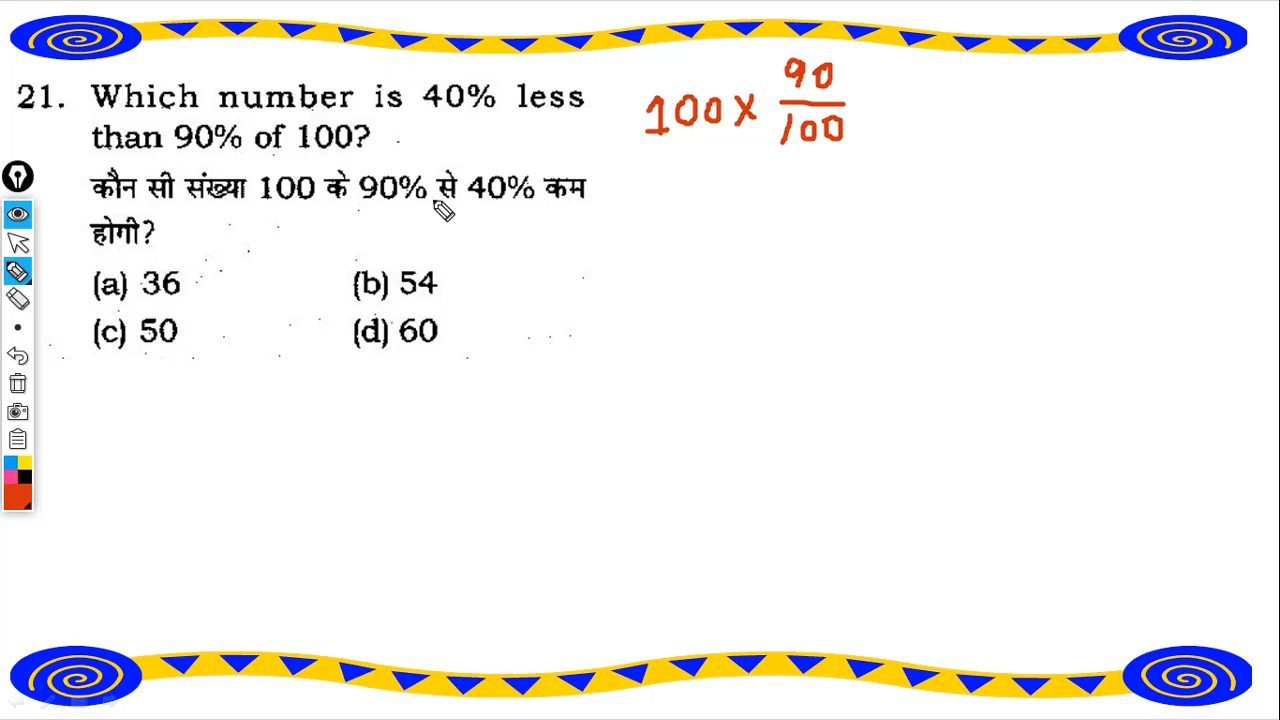 21. Which number is 40% less
than 90% of 100?
कौन सी संख्या 100 के 90% से 40% कम
होगी?
(a) 36 (b) 54
(c) 50 (d) 60
100 × 90/100